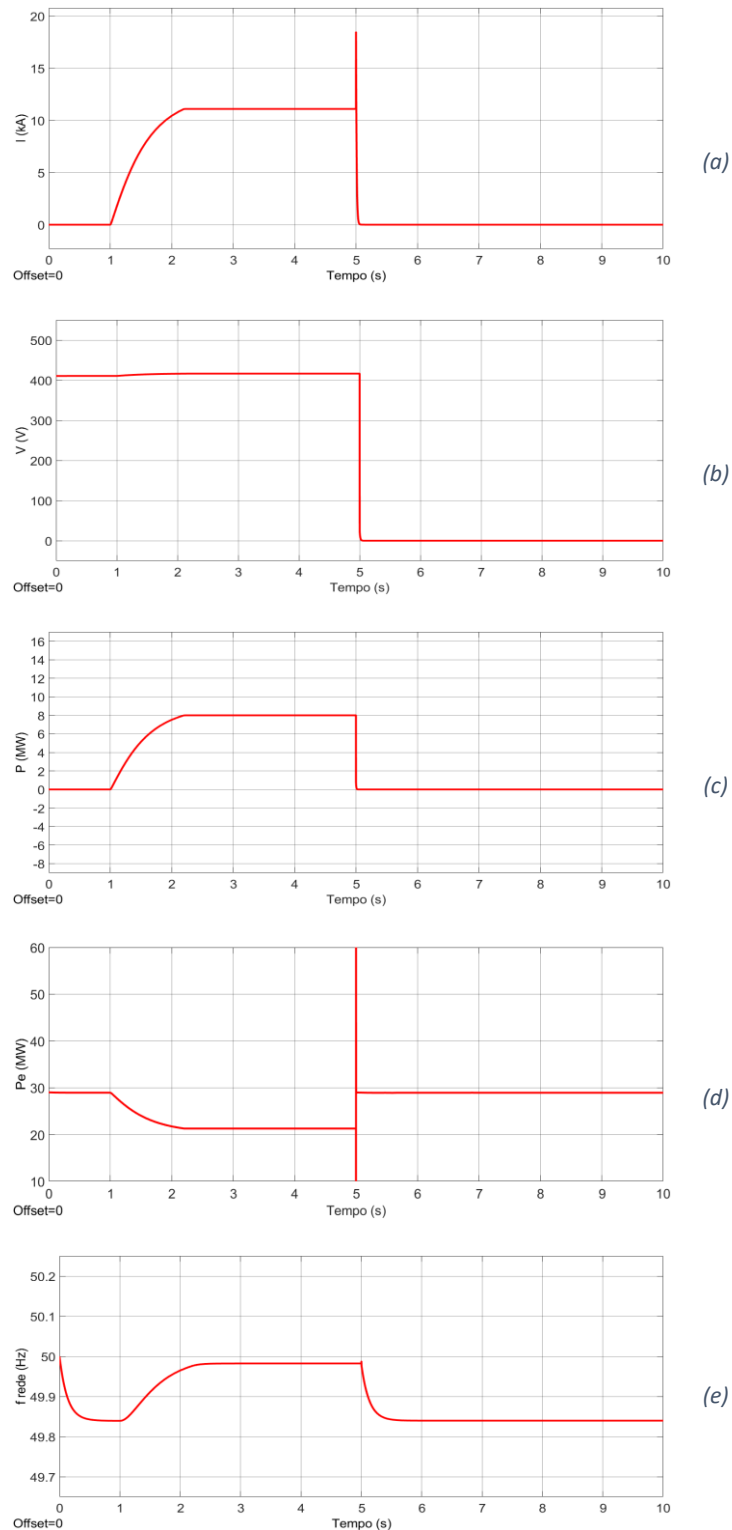 20
15
10
5
0
I (kA)
0 1 2 3 4 5 6 7 8 9 10
Offset=0
Tempo (s)
(a)
500
400
300
200
100
0
V (V)
0 1 2 3 4 5 6 7 8 9 10
Offset=0
Tempo (s)
(b)
16
14
12
10
8
6
4
2
0
-2
-4
-6
-8
P (MW)
0 1 2 3 4 5 6 7 8 9 10
Offset=0
Tempo (s)
(c)
60
50
40
30
20
10
Pe (MW)
0 1 2 3 4 5 6 7 8 9 10
Offset=0
Tempo (s)
(d)
50.2
50.1
50
49.9
49.8
49.7
f rede (Hz)
0 1 2 3 4 5 6 7 8 9 10
Offset=0
Tempo (s)
(e)